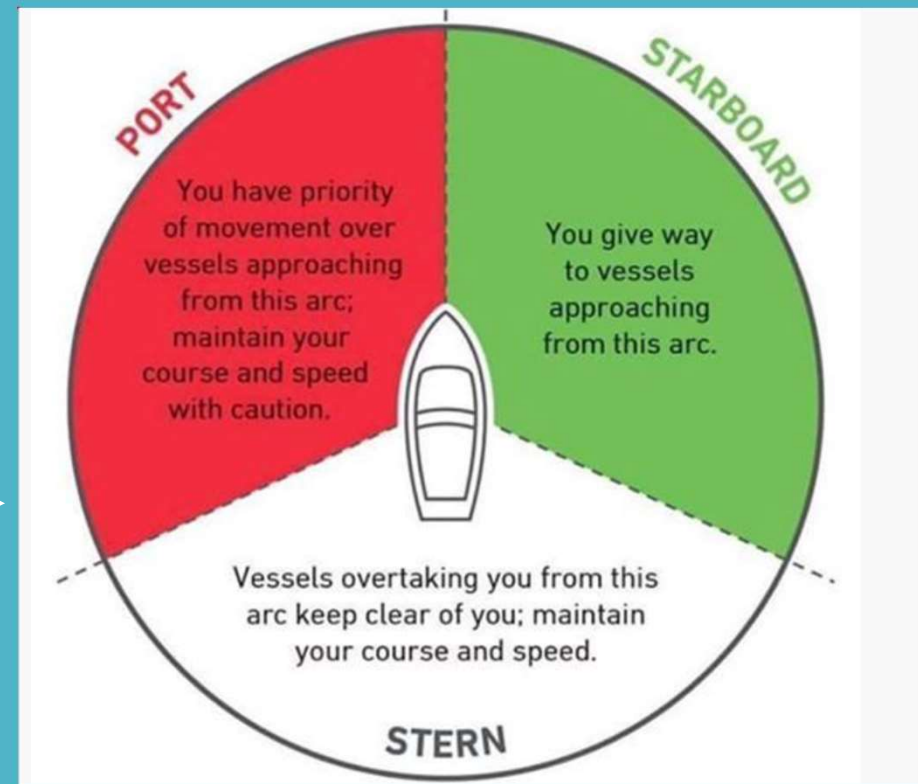 PORT
STARBOARD
You have priority
of movement over
vessels approaching
from this arc;
maintain your
course and speed
with caution.
You give way
to vessels
approaching
from this arc.
Vessels overtaking you from this
arc keep clear of you; maintain
your course and speed.
STERN